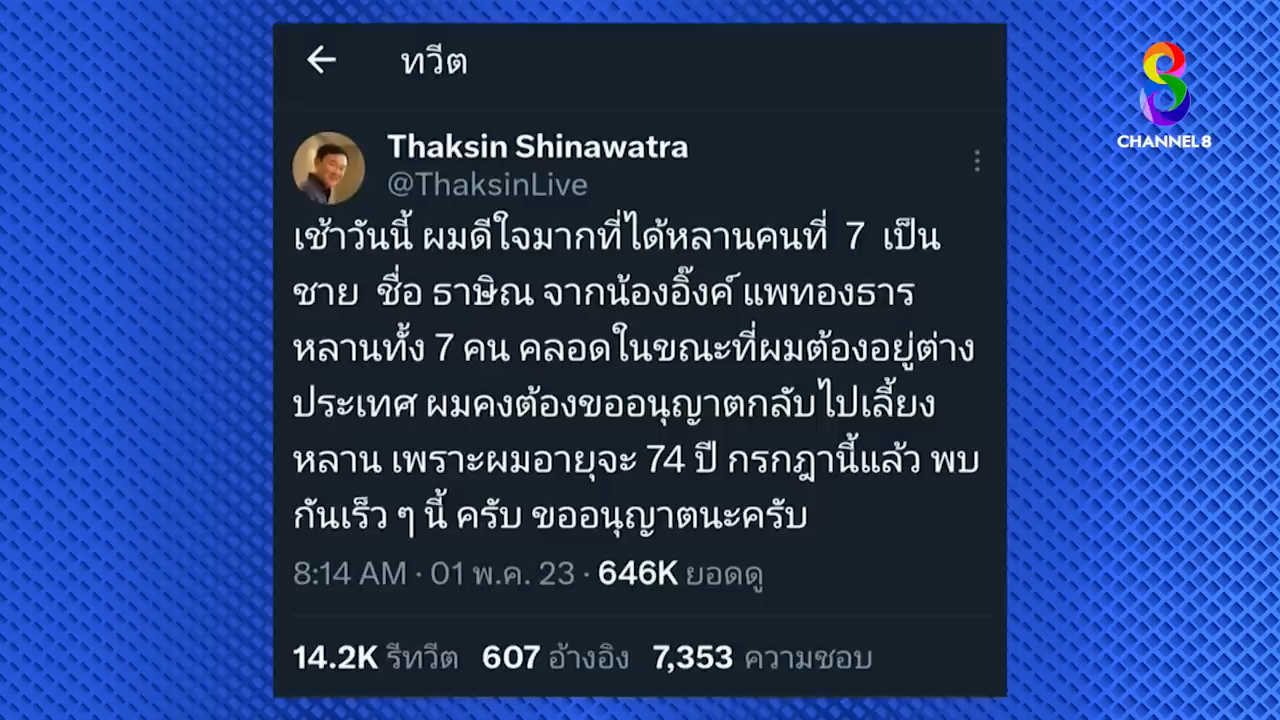 ทวีต
CHANNEL8
Thaksin Shinawatra
@ThaksinLive
เช้าวันนี้ ผมดีใจมากที่ได้หลานคนที่ 7 เป็น
ชาย ชื่อ ธาษิณ จากน้องอิ๊งค์ แพทองธาร
หลานทั้ง 7 คน คลอดในขณะที่ผมต้องอยู่ต่าง
ประเทศ ผมคงต้องขออนุญาตกลับไปเลี้ยง
หลาน เพราะผมอายุจะ 74 ปี กรกฎานี้แล้ว พบ
กันเร็ว ๆ นี้ ครับ ขออนุญาตนะครับ
8:14 AM · 01 พ.ค. 23 · 646K ยอดดู
14.2K รีทวีต 607 อ้างอิง 7,353 ความชอบ